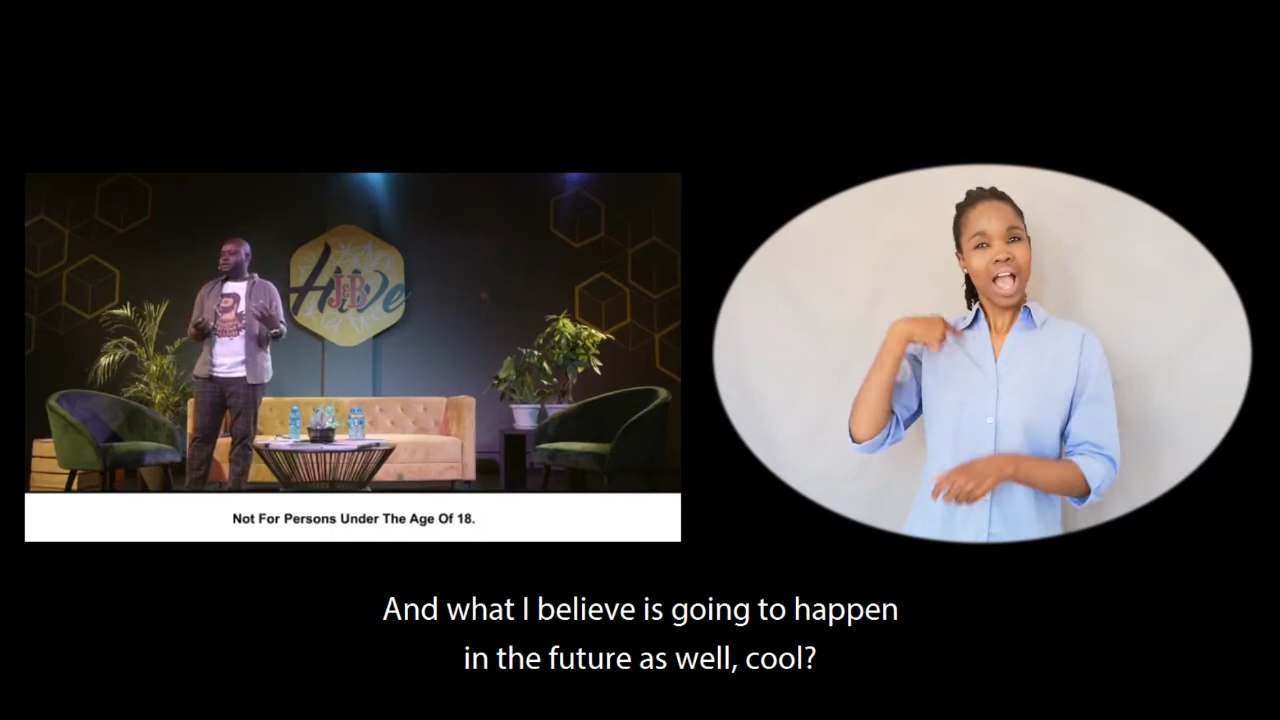 J&B
Hive
Not For Persons Under The Age Of 18.
And what I believe is going to happen
in the future as well, cool?